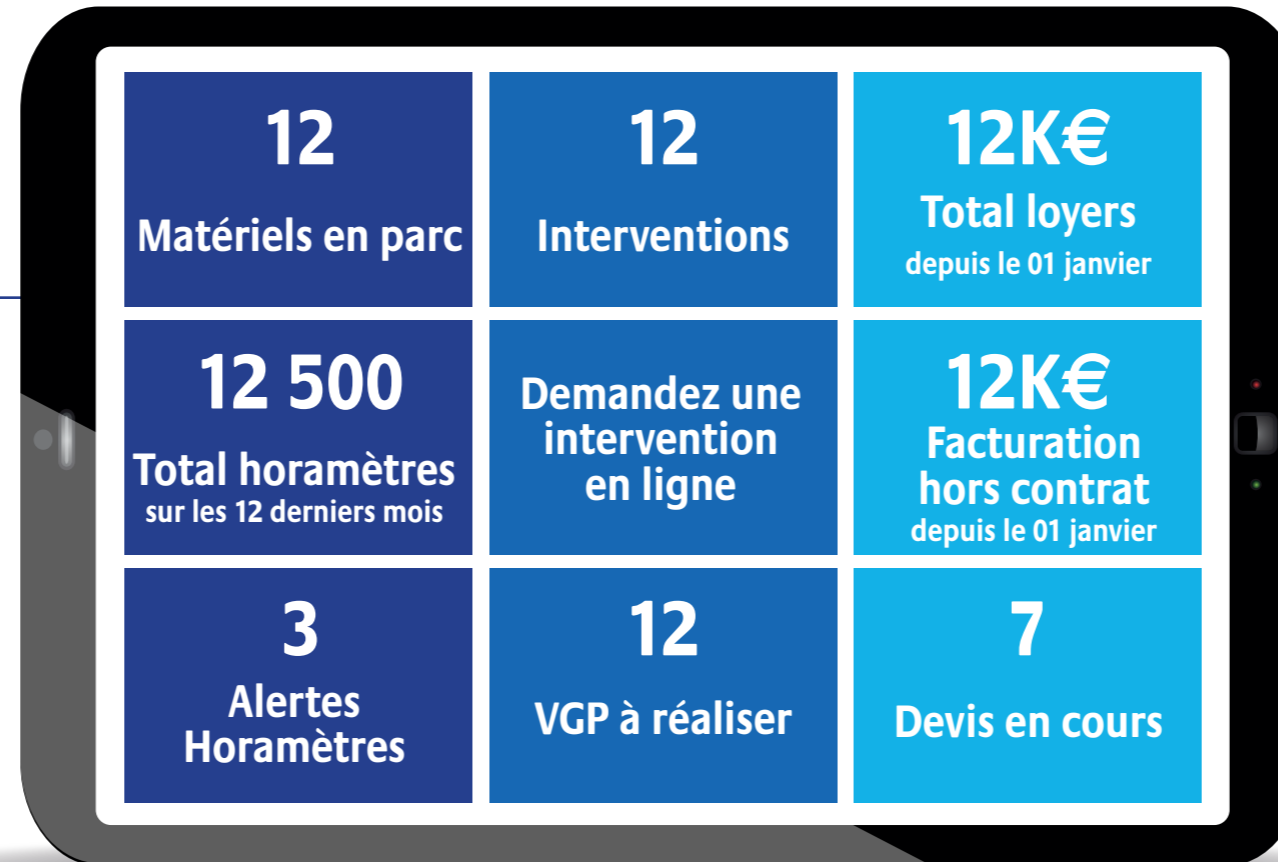 12
Matériels en parc
12
Interventions
12K€
Total loyers
depuis le 01 janvier
12 500
Total horamètres
sur les 12 derniers mois
Demandez une
intervention
en ligne
12K€
Facturation
hors contrat
depuis le 01 janvier
3
Alertes
Horamètres
12
VGP à réaliser
7
Devis en cours